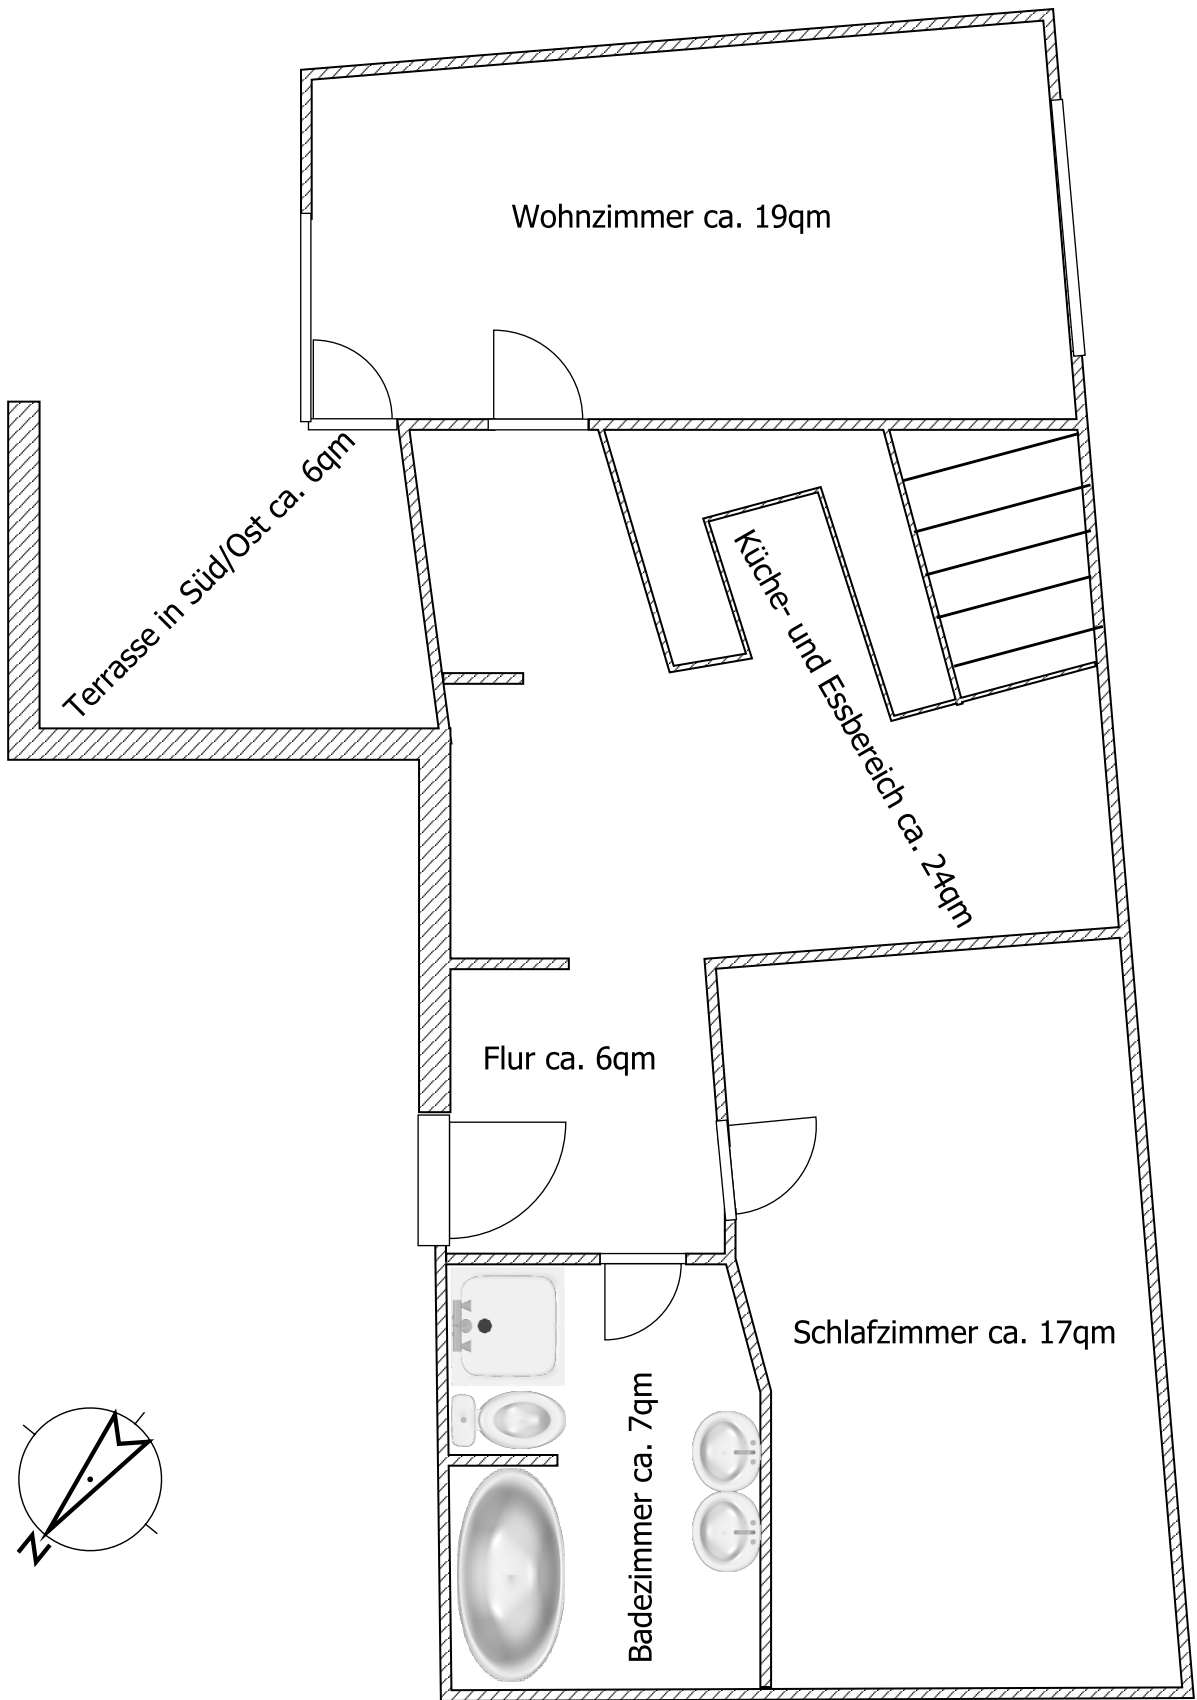 Wohnzimmer ca. 19qm
Terrasse in Süd/Ost ca. 6qm
Küche- und Essbereich ca. 24qm
Flur ca. 6qm
Schlafzimmer ca. 17qm
Badezimmer ca. 7qm
N